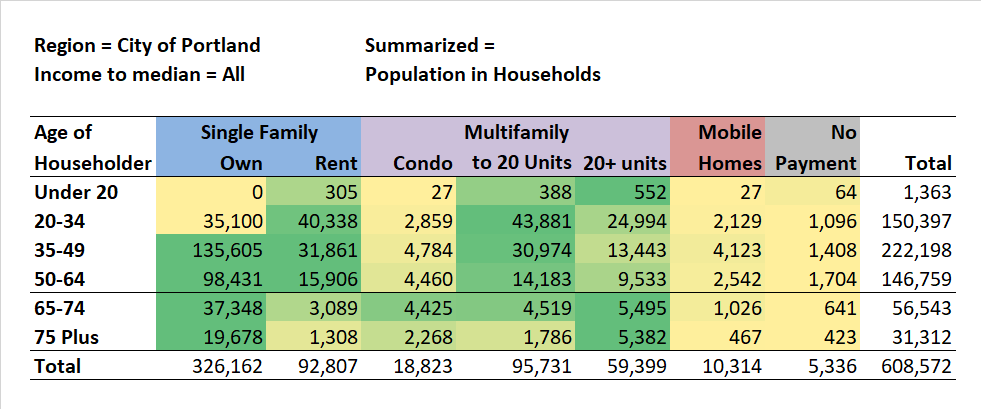 Region = City of Portland Summarized =
Income to median = All Population in Households
Age of Single Family Multifamily Mobile No
Householder Own Rent Condo to 20 Units 20+ units Homes Payment Total
Under 20 0 305 27 388 552 27 64 1,363
20-34 35,100 40,338 2,859 43,881 24,994 2,129 1,096 150,397
35-49 135,605 31,861 4,784 30,974 13,443 4,123 1,408 222,198
50-64 98,431 15,906 4,460 14,183 9,533 2,542 1,704 146,759
65-74 37,348 3,089 4,425 4,519 5,495 1,026 641 56,543
75 Plus 19,678 1,308 2,268 1,786 5,382 467 423 31,312
Total 326,162 92,807 18,823 95,731 59,399 10,314 5,336 608,572